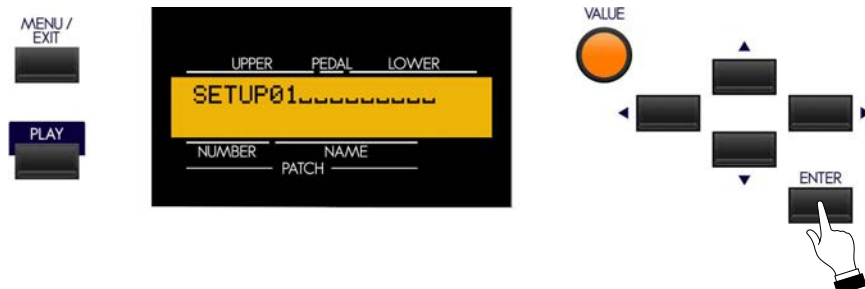 MENU /
EXIT
PLAY
UPPER PEDAL LOWER
SETUP01␣␣␣␣␣␣␣␣␣
NUMBER NAME
PATCH
VALUE
ENTER